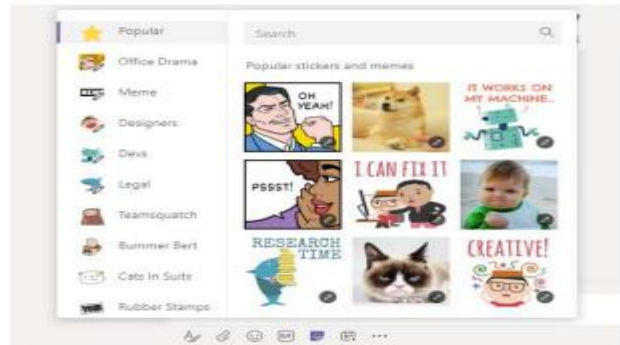 Popular
Office Drama
Meme
Designers
Devs
Legal
Teamsquatch
Bummer Bert
Cats In Suits
Rubber Stamps
Search
Popular stickers and memes
OH
YEAH!
IT WORKS ON
MY MACHINE...
PSSST!
I CAN FIX IT
RESEARCH
TIME
CREATIVE!